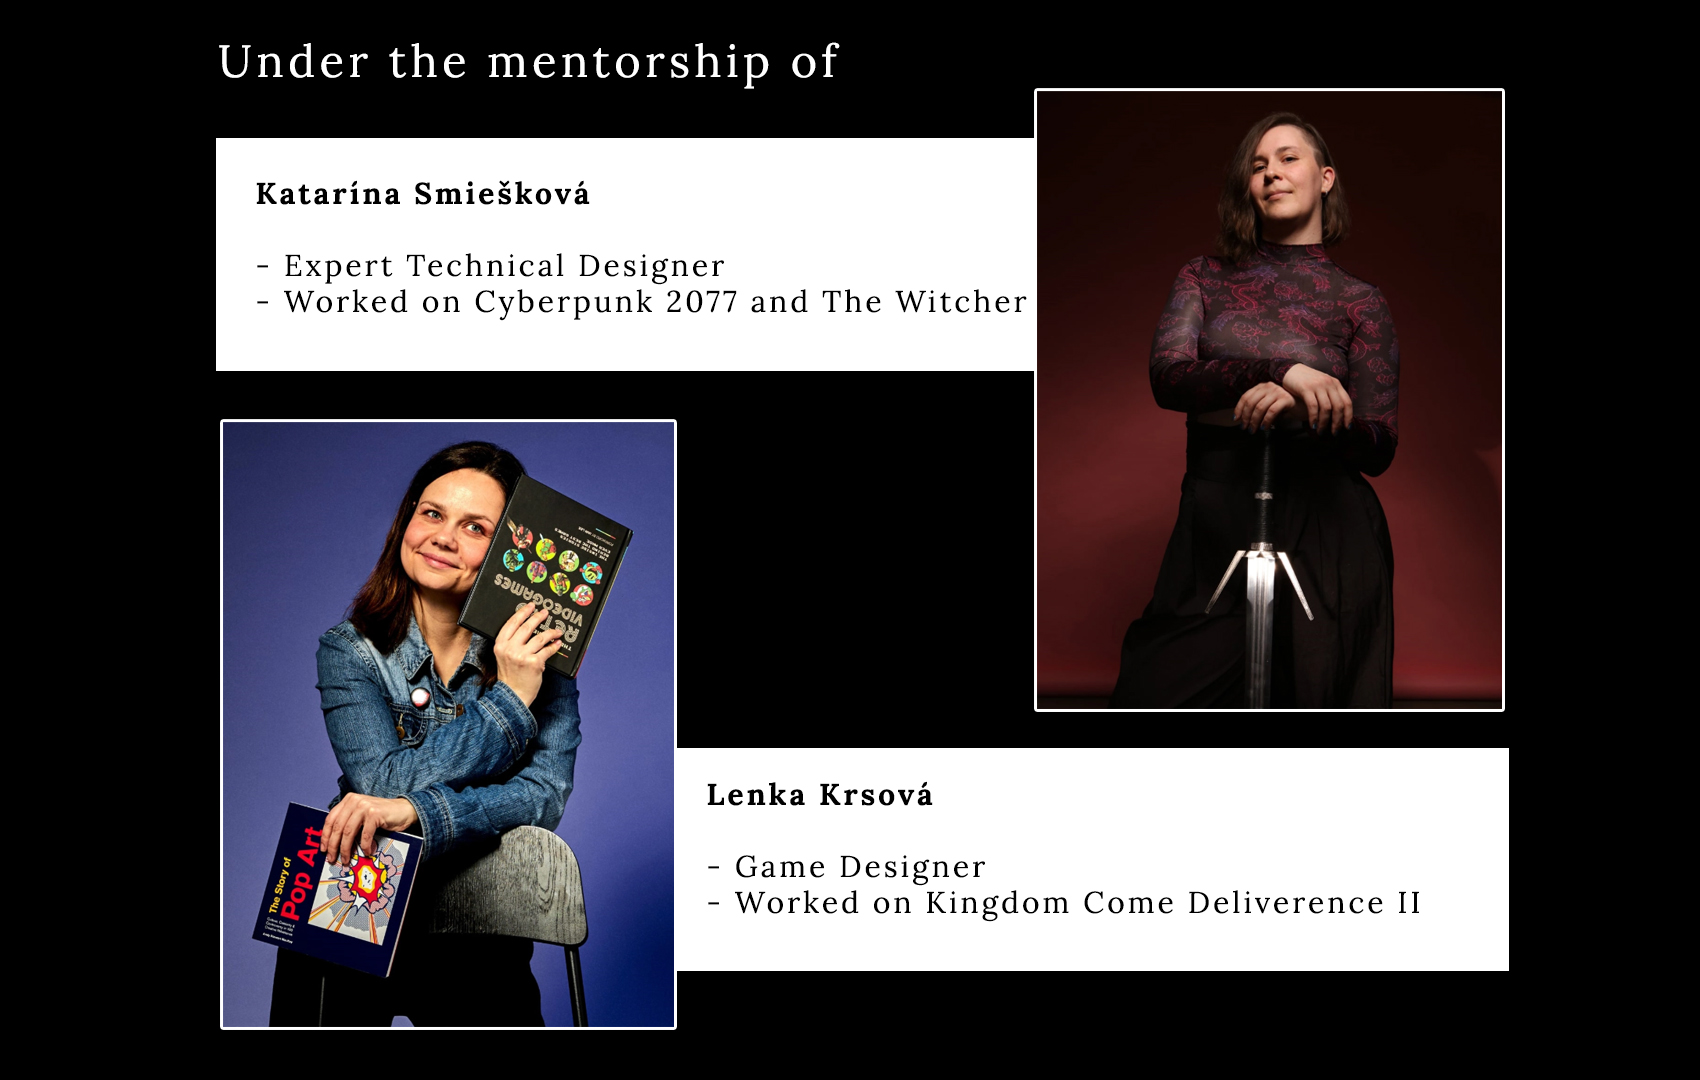 Under the mentorship of
Katarína Smiešková
- Expert Technical Designer
- Worked on Cyberpunk 2077 and The Witcher
VIDEOGAMES
The Story of
Pop Art
Lenka Krsová
- Game Designer
- Worked on Kingdom Come Deliverence II